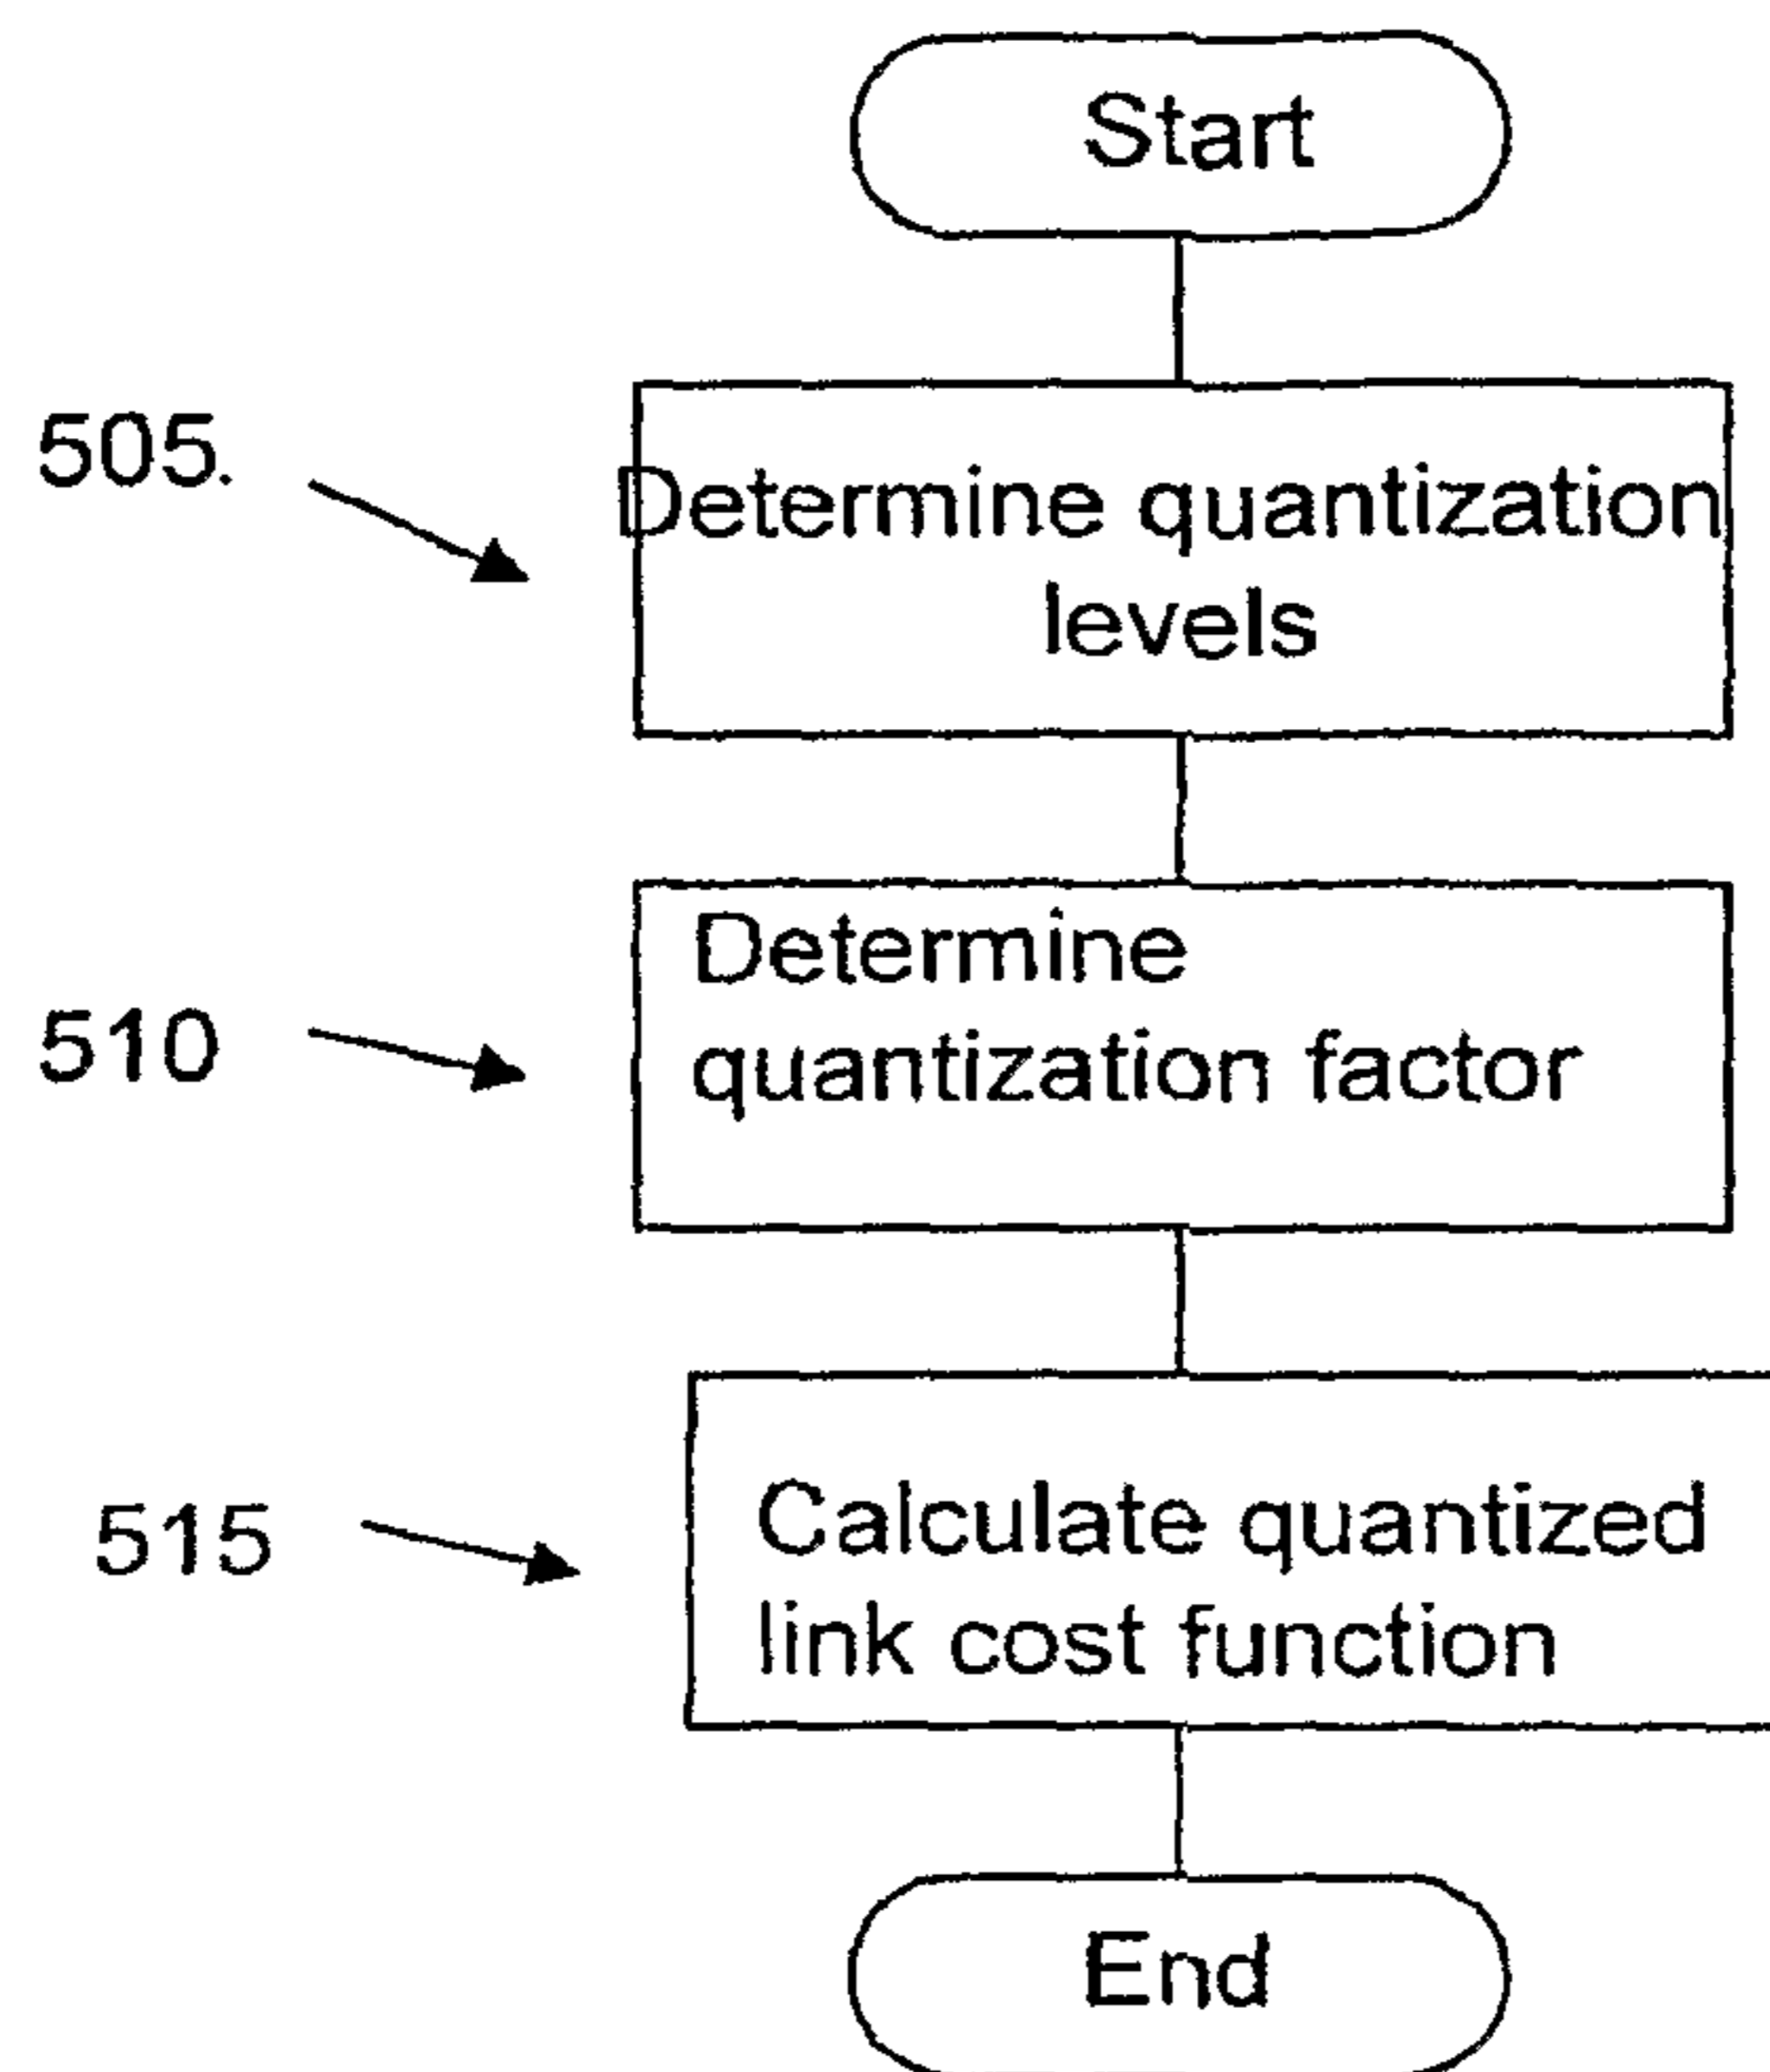 Start
505.
Determine quantization
levels
510
Determine
quantization factor
515
Calculate quantized
link cost function
End